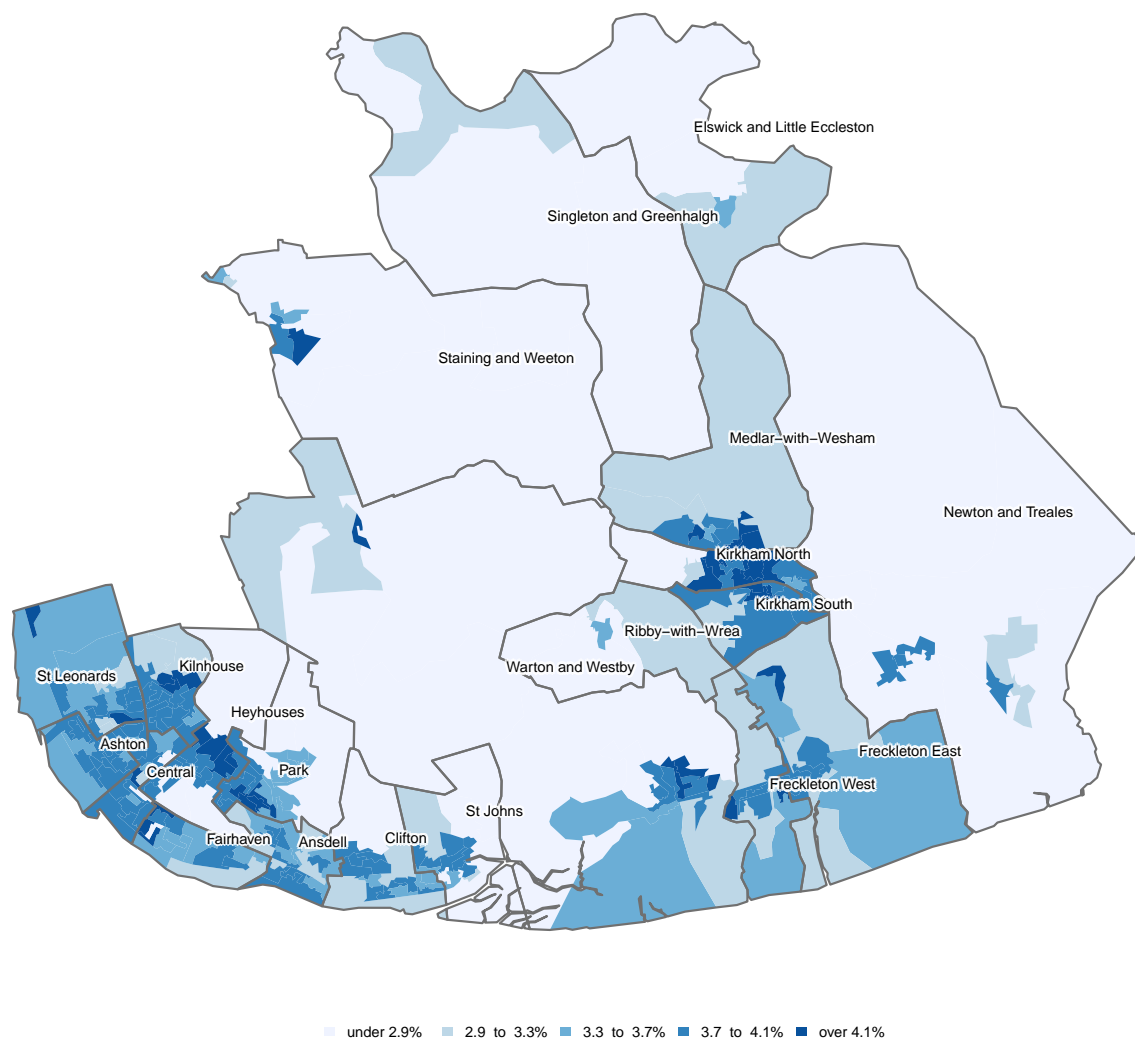 Elswick and Little Eccleston
Singleton and Greenhalgh
Staining and Weeton
Medlar−with−Wesham
Newton and Treales
Kirkham North
Kirkham South
Ribby−with−Wrea
Warton and Westby
Kilnhouse
St Leonards
Heyhouses
Ashton
Freckleton East
Central
Park
Freckleton West
St Johns
Fairhaven
Ansdell
Clifton
under 2.9%
2.9 to 3.3%
3.3 to 3.7%
3.7 to 4.1%
over 4.1%